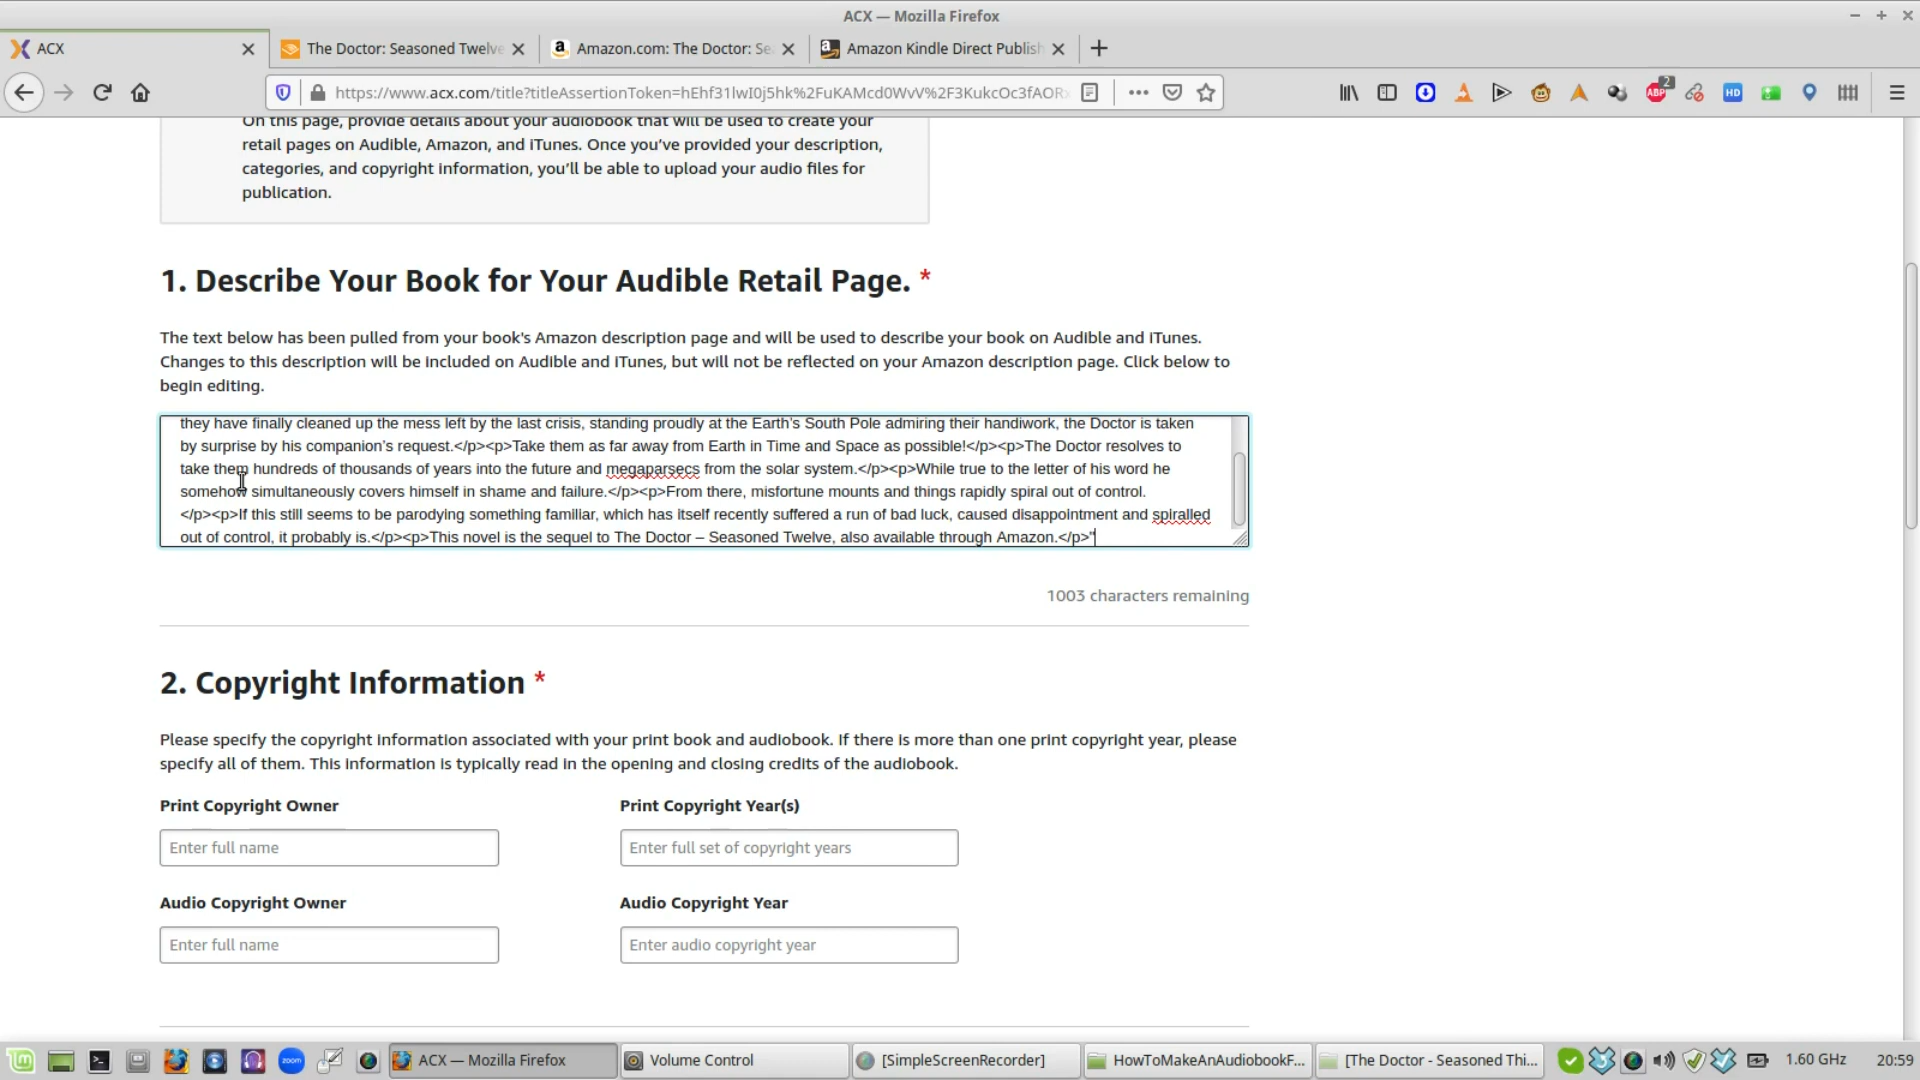 ACX — Mozilla Firefox
ACX
The Doctor: Seasoned Twelve
Amazon.com: The Doctor: Se
Amazon Kindle Direct Publish
https://www.acx.com/title?titleAssertionToken=hEhf31lwI0j5hk%2FuKAMcd0WvV%2F3KukcOc3fAORx
ABP
2
HD
On this page, provide details about your audiobook that will be used to create your
retail pages on Audible, Amazon, and iTunes. Once you’ve provided your description,
categories, and copyright information, you’ll be able to upload your audio files for
publication.
1. Describe Your Book for Your Audible Retail Page. *
The text below has been pulled from your book's Amazon description page and will be used to describe your book on Audible and iTunes.
Changes to this description will be included on Audible and iTunes, but will not be reflected on your Amazon description page. Click below to
begin editing.
they have finally cleaned up the mess left by the last crisis, standing proudly at the Earth’s South Pole admiring their handiwork, the Doctor is taken
by surprise by his companion’s request.</p><p>Take them as far away from Earth in Time and Space as possible!</p><p>The Doctor resolves to
take them hundreds of thousands of years into the future and megaparsecs from the solar system.</p><p>While true to the letter of his word he
somehow simultaneously covers himself in shame and failure.</p><p>From there, misfortune mounts and things rapidly spiral out of control.
</p><p>If this still seems to be parodying something familiar, which has itself recently suffered a run of bad luck, caused disappointment and spiralled
out of control, it probably is.</p><p>This novel is the sequel to The Doctor – Seasoned Twelve, also available through Amazon.</p>"
1003 characters remaining
2. Copyright Information *
Please specify the copyright information associated with your print book and audiobook. If there is more than one print copyright year, please
specify all of them. This information is typically read in the opening and closing credits of the audiobook.
Print Copyright Owner
Print Copyright Year(s)
Enter full name
Enter full set of copyright years
Audio Copyright Owner
Audio Copyright Year
Enter full name
Enter audio copyright year
zoom
ACX — Mozilla Firefox
Volume Control
[SimpleScreenRecorder]
HowToMakeAnAudiobookF...
[The Doctor - Seasoned Thi...
1.60 GHz
20:59